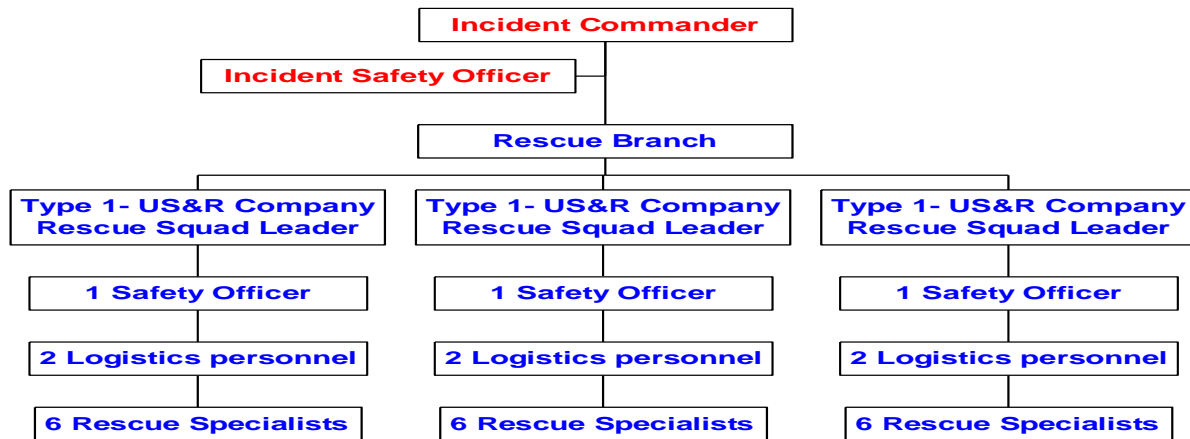 Incident Commander
Incident Safety Officer
Rescue Branch
Type 1- US&R Company
Rescue Squad Leader
Type 1- US&R Company
Rescue Squad Leader
Type 1- US&R Company
Rescue Squad Leader
1 Safety Officer
1 Safety Officer
1 Safety Officer
2 Logistics personnel
2 Logistics personnel
2 Logistics personnel
6 Rescue Specialists
6 Rescue Specialists
6 Rescue Specialists